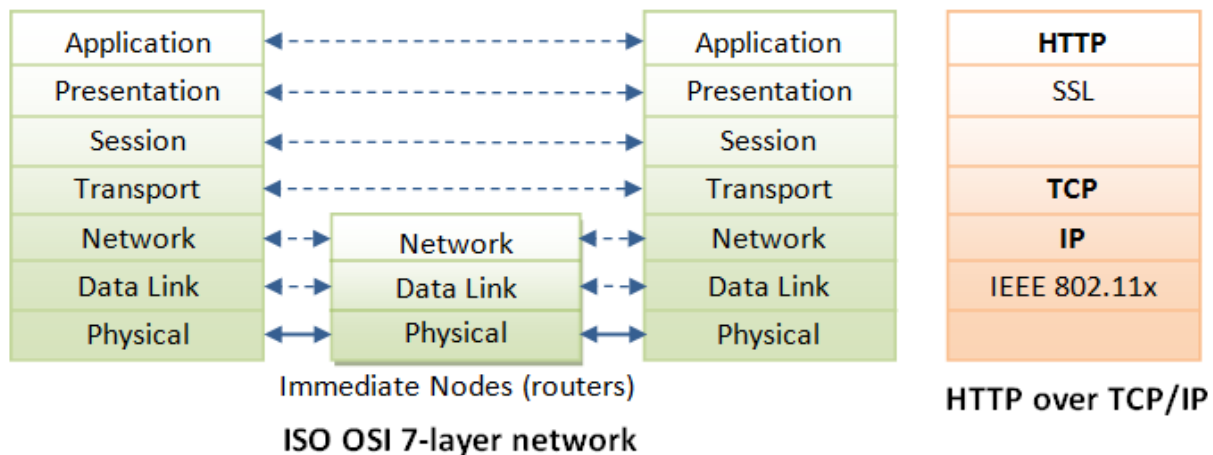 Application
Presentation
Session
Transport
Network
Data Link
Physical
Network
Data Link
Physical
Immediate Nodes (routers)
Application
Presentation
Session
Transport
Network
Data Link
Physical
ISO OSI 7-layer network
HTTP
SSL
TCP
IP
IEEE 802.11x
HTTP over TCP/IP